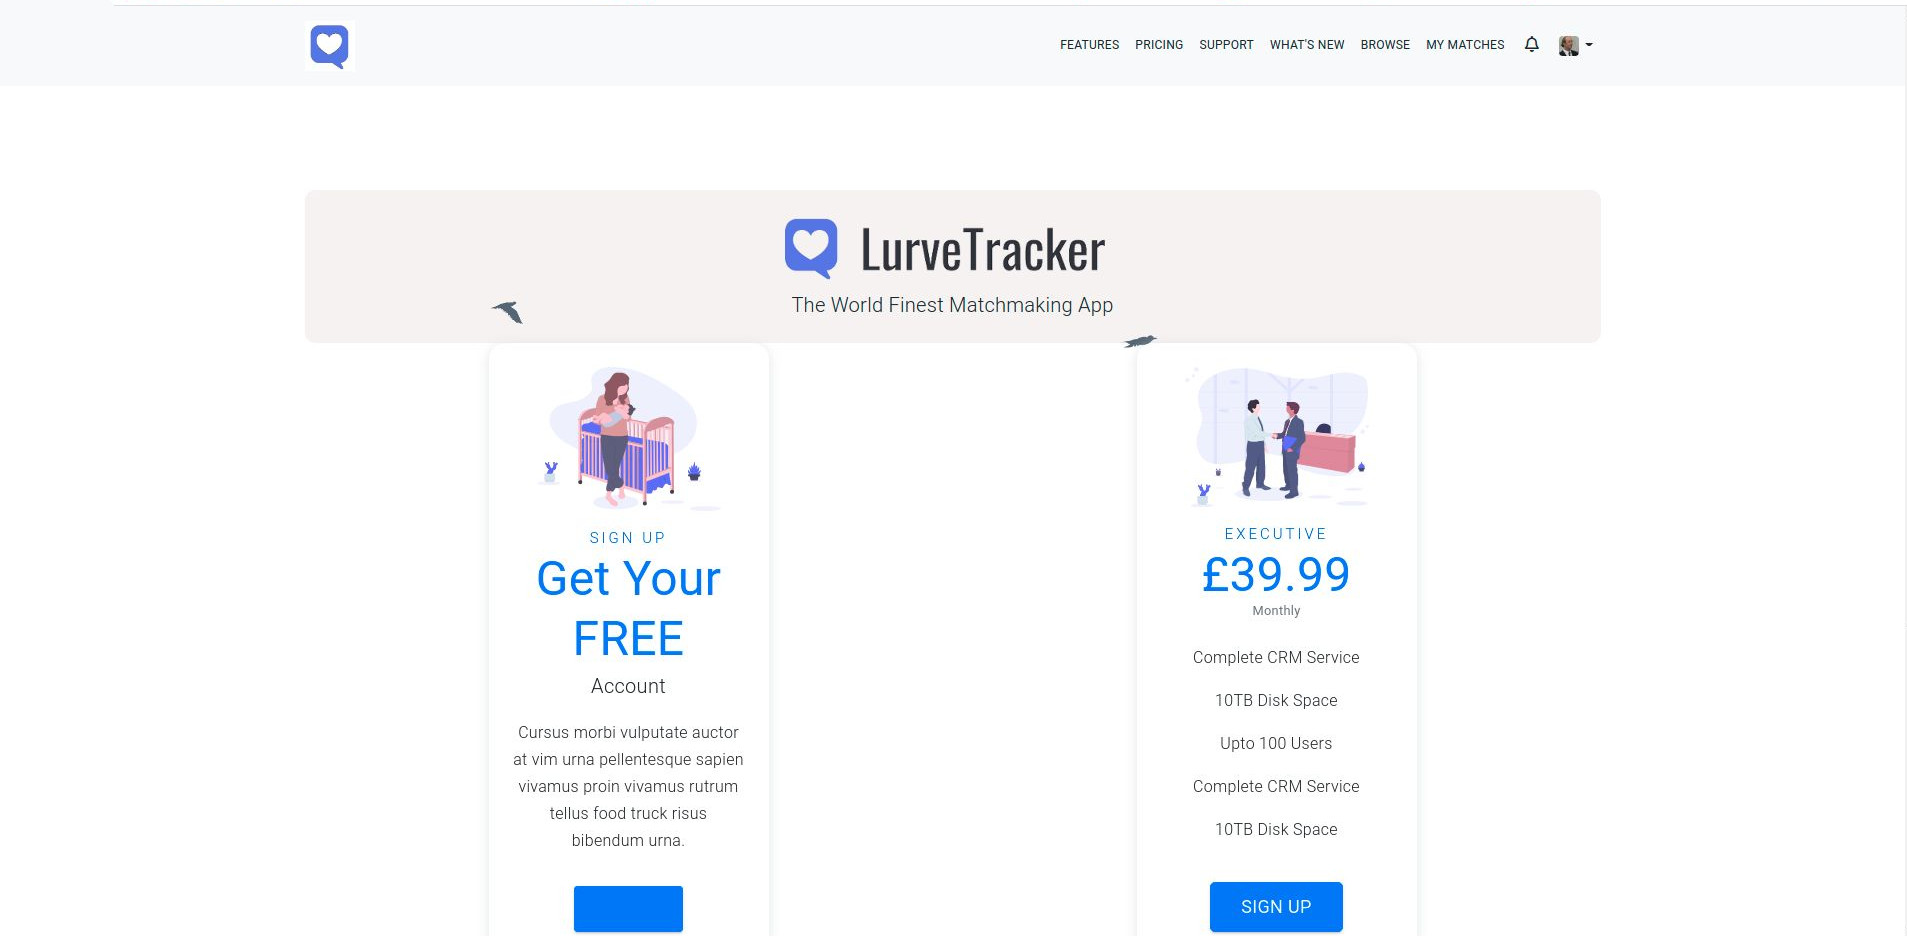 FEATURES PRICING SUPPORT WHAT'S NEW BROWSE MY MATCHES
LurveTracker
The World Finest Matchmaking App
SIGN UP
Get Your
FREE
Account
Cursus morbi vulputate auctor
at vim urna pellentesque sapien
vivamus proin vivamus rutrum
tellus food truck risus
bibendum urna.
EXECUTIVE
£39.99
Monthly
Complete CRM Service
10TB Disk Space
Upto 100 Users
Complete CRM Service
10TB Disk Space
SIGN UP